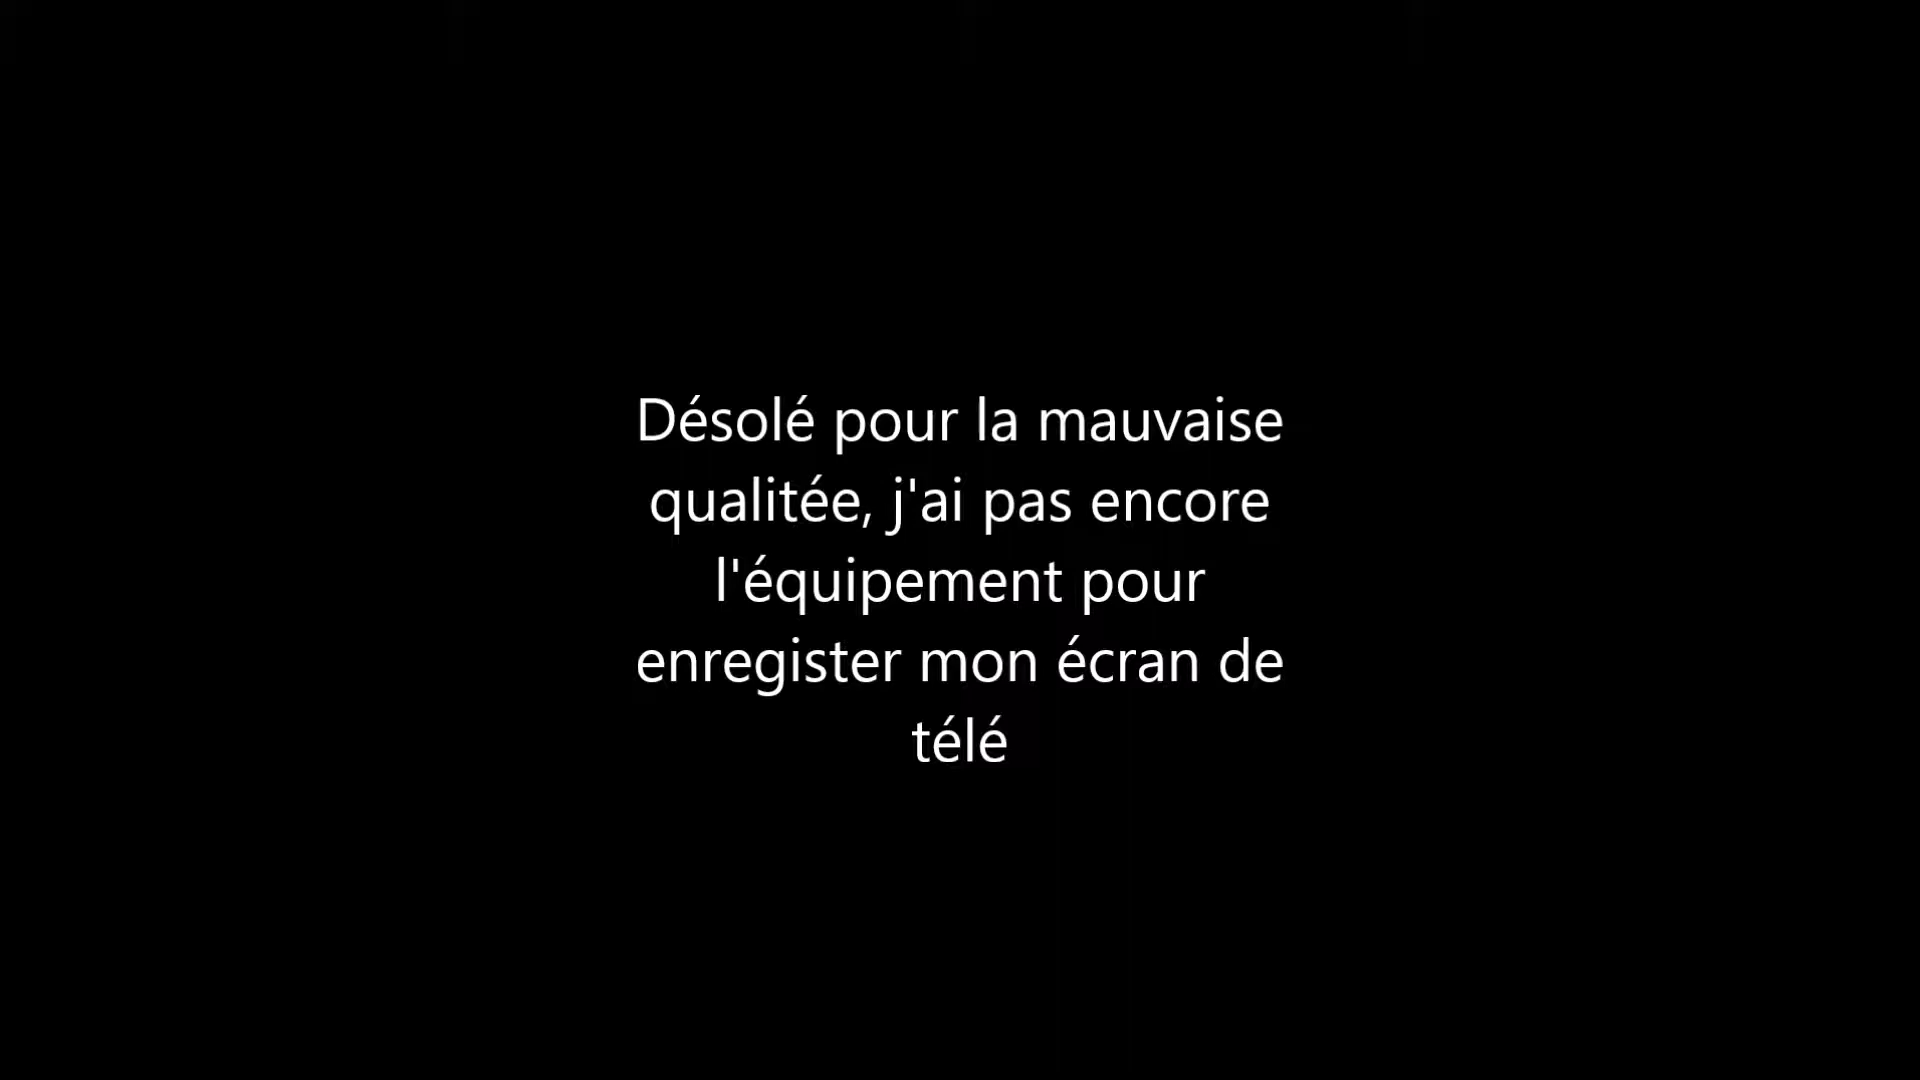 Désolé pour la mauvaise
qualitée, j'ai pas encore
l'équipement pour
enregister mon écran de
télé